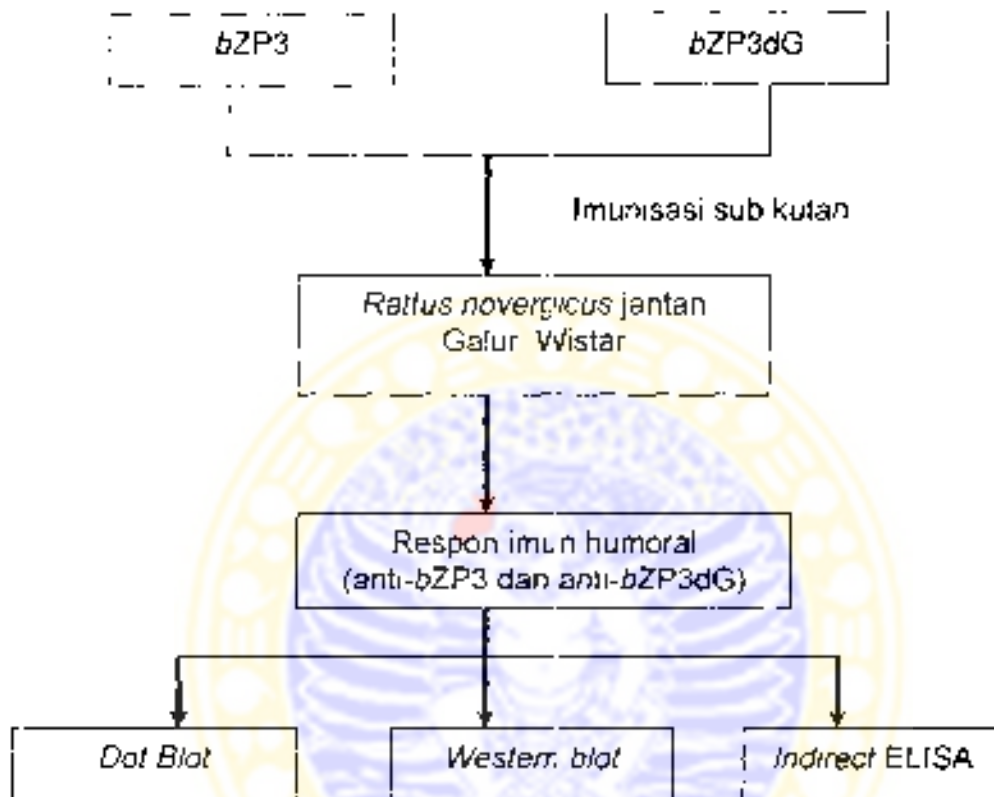 bZP3
bZP3dG
Imunisasi sub kutan
Rattus novergicus jantan
Galur Wistar
Respon imun humoral
(anti-bZP3 dan anti-bZP3dG)
Dot Blot
Western blot
Indirect ELISA